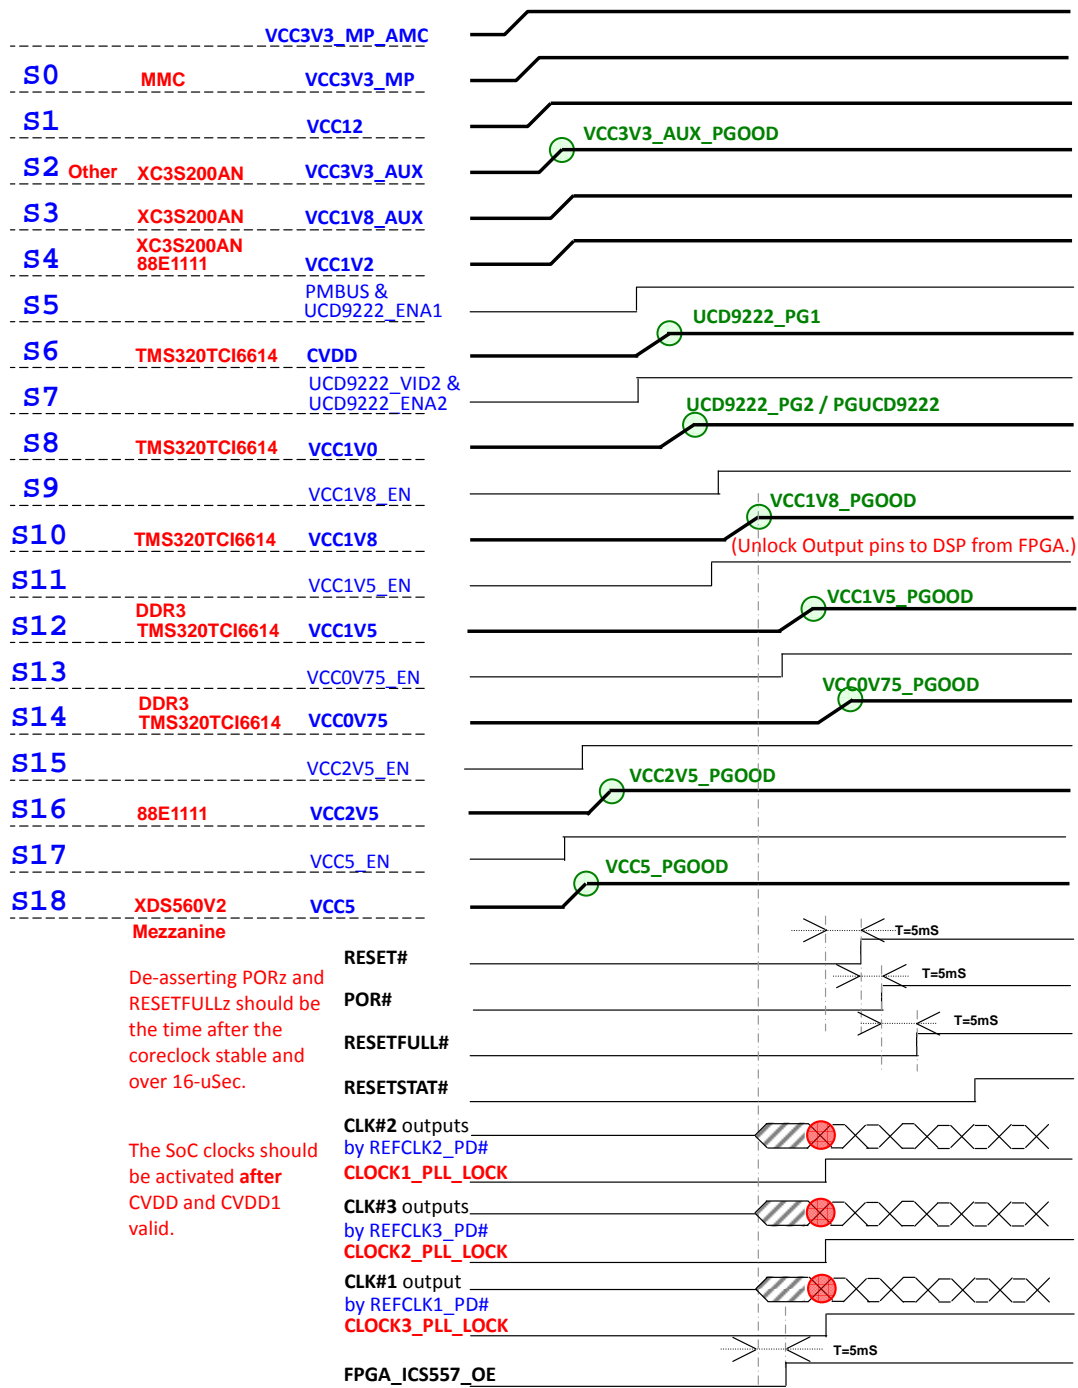 VCC3V3_MP_AMC
S0 MMC VCC3V3_MP
S1 VCC12
VCC3V3_AUX_PGOOD
S2 Other XC3S200AN VCC3V3_AUX
S3 XC3S200AN VCC1V8_AUX
XC3S200AN
S4 88E1111 VCC1V2
PMBUS &
S5 UCD9222_ENA1
UCD9222_PG1
S6 TMS320TCI6614 CVDD
UCD9222_VID2 &
S7 UCD9222_ENA2
UCD9222_PG2 / PGUCD9222
S8 TMS320TCI6614 VCC1V0
S9 VCC1V8_EN
VCC1V8_PGOOD
S10 TMS320TCI6614 VCC1V8
(Unlock Output pins to DSP from FPGA.)
S11 VCC1V5_EN
VCC1V5_PGOOD
DDR3
S12 TMS320TCI6614 VCC1V5
S13 VCC0V75_EN
VCC0V75_PGOOD
DDR3
S14 TMS320TCI6614 VCC0V75
S15 VCC2V5_EN
VCC2V5_PGOOD
S16 88E1111 VCC2V5
S17 VCC5_EN
VCC5_PGOOD
S18 XDS560V2 VCC5
Mezzanine
T=5mS
RESET#
De-asserting PORz and
RESETFULLz should be
the time after the
coreclock stable and
over 16-uSec.
T=5mS
POR#
T=5mS
RESETFULL#
RESETSTAT#
CLK#2 outputs
by REFCLK2_PD#
CLOCK1_PLL_LOCK
The SoC clocks should
be activated after
CVDD and CVDD1
valid.
CLK#3 outputs
by REFCLK3_PD#
CLOCK2_PLL_LOCK
CLK#1 output
by REFCLK1_PD#
CLOCK3_PLL_LOCK
T=5mS
FPGA_ICS557_OE